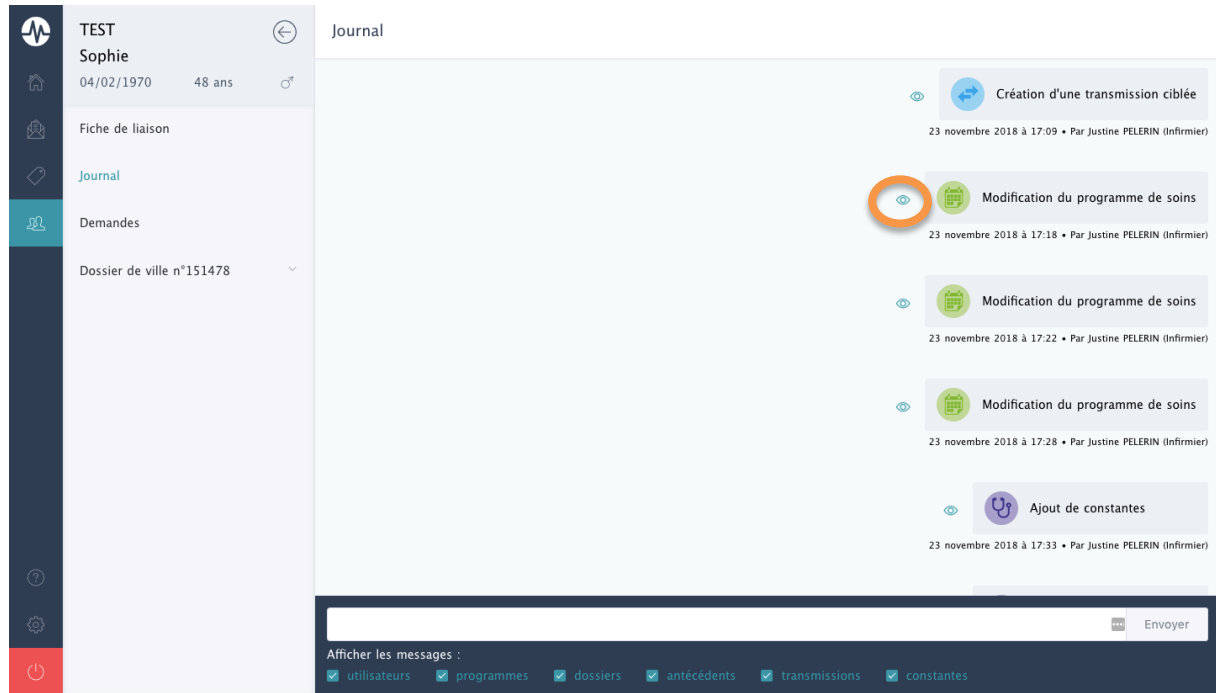 TEST
Sophie
04/02/1970 48 ans
Fiche de liaison
Journal
Demandes
Dossier de ville n°151478
Journal
Création d'une transmission ciblée
23 novembre 2018 à 17:09 • Par Justine PELERIN (Infirmier)
Modification du programme de soins
23 novembre 2018 à 17:18 • Par Justine PELERIN (Infirmier)
Modification du programme de soins
23 novembre 2018 à 17:22 • Par Justine PELERIN (Infirmier)
Modification du programme de soins
23 novembre 2018 à 17:28 • Par Justine PELERIN (Infirmier)
Ajout de constantes
23 novembre 2018 à 17:33 • Par Justine PELERIN (Infirmier)
Envoyer
Afficher les messages :
utilisateurs programmes dossiers antécédents transmissions constantes